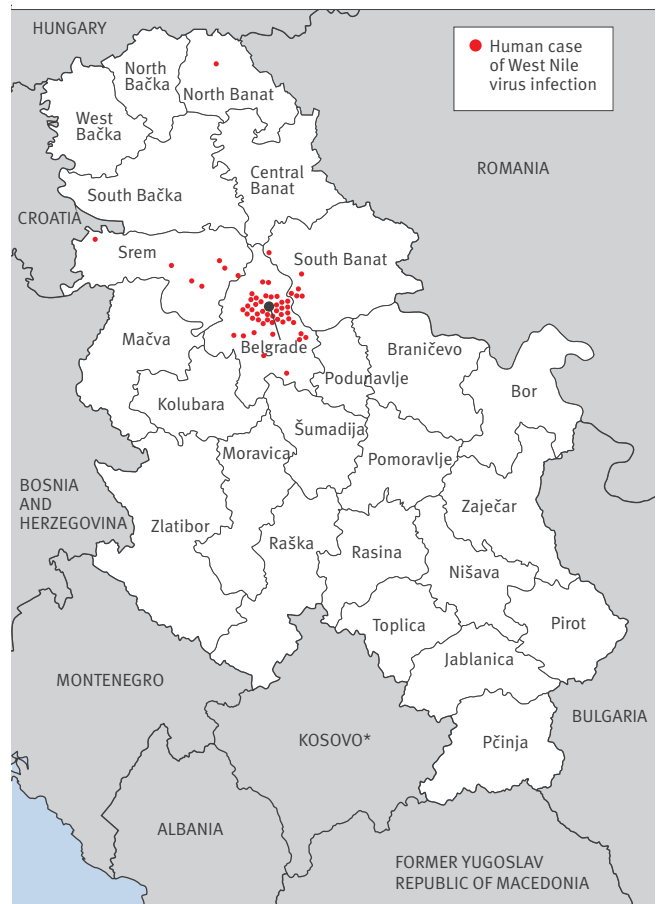 HUNGARY
Human case
of West Nile
virus infection
North
Bačka
North Banat
West
Bačka
Central
Banat
ROMANIA
South Bačka
CROATIA
Srem
South Banat
Mačva
Belgrade
Braničevo
Podunavlje
Bor
Kolubara
Šumadija
Moravica
Pomoravlje
BOSNIA
AND
HERZEGOVINA
Zaječar
Zlatibor
Raška
Rasina
Nišava
Toplica
Pirot
Jablanica
MONTENEGRO
BULGARIA
KOSOVO*
Pčinja
ALBANIA
FORMER YUGOSLAV
REPUBLIC OF MACEDONIA